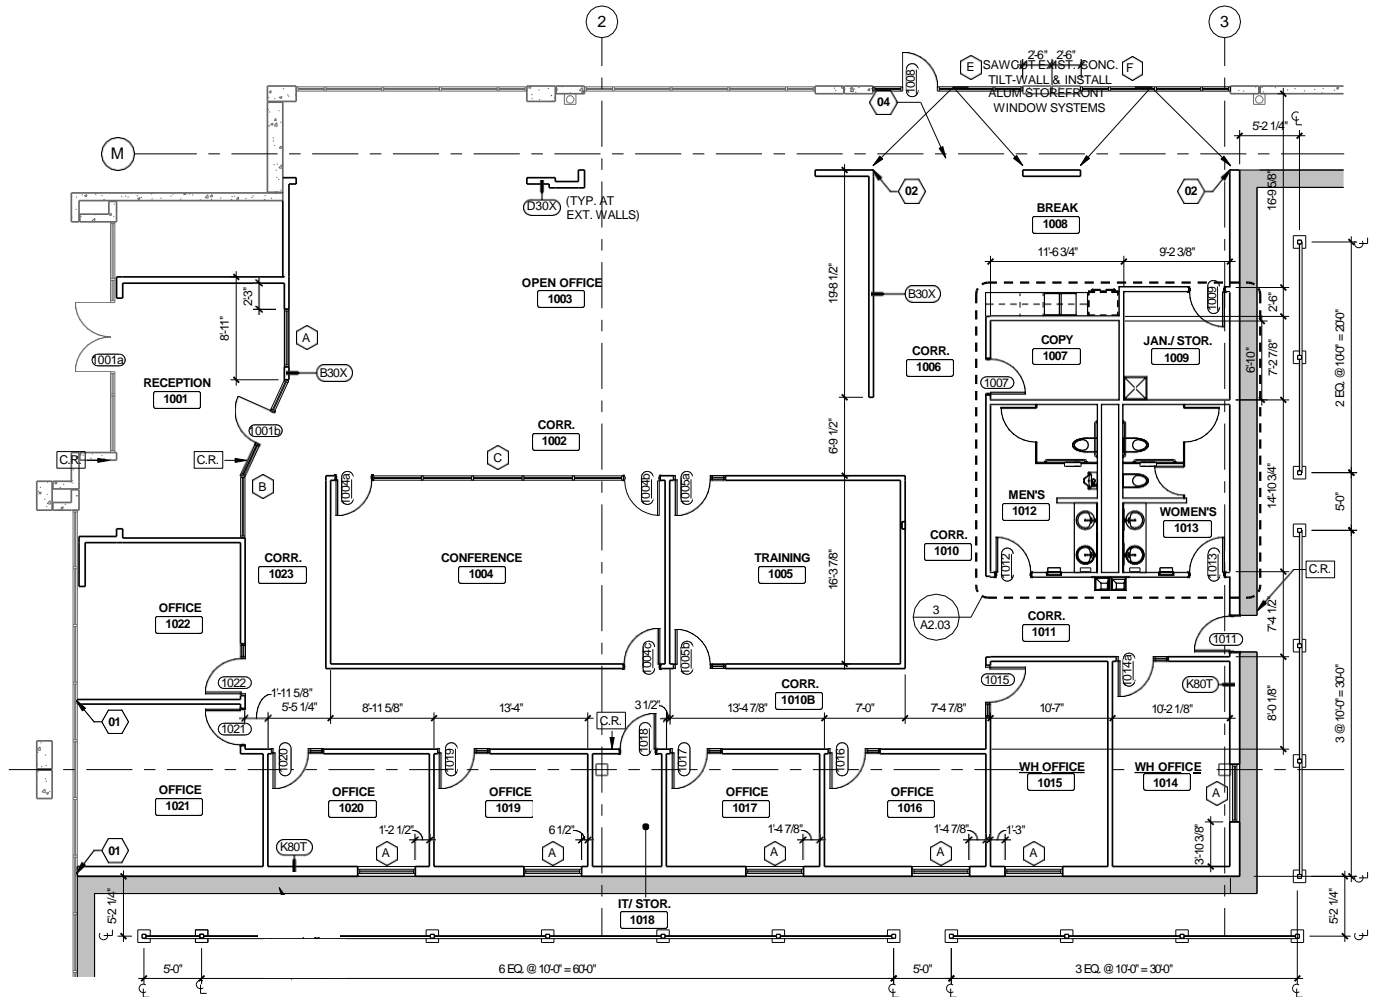 2
3
M
1008
E
2'-6" 2'-6"
SAWCUT EXIST. CONC.
TILT-WALL & INSTALL
ALUM STOREFRONT
WINDOW SYSTEMS
F
04
℄
5'-2 1/4"
D30X
(TYP. AT
EXT. WALLS)
02
02
16'-9 5/8"
BREAK
1008
11'-6 3/4"
9'-2 3/8"
℄
OPEN OFFICE
1003
19'-8 1/2"
B30X
1009
2'-6"
2'-3"
8'-11"
A
1001a
B30X
RECEPTION
1001
CORR.
1006
COPY
1007
JAN./ STOR.
1009
1007
6'-10"
7'-2 7/8"
2 EQ. @ 10'-0" = 20'-0"
1001b
CORR.
1002
6'-9 1/2"
C.R.
C.R.
C
B
1004a
1004b
1005a
14'-10 3/4"
℄
5'-0"
MEN'S
1012
WOMEN'S
1013
CORR.
1023
CONFERENCE
1004
TRAINING
1005
16'-3 7/8"
CORR.
1010
℄
1012
1013
C.R.
OFFICE
1022
3
A2.03
CORR.
1011
7'-4 1/2"
1011
1004c
1005b
1022
1015
1014a
K80T
CORR.
1010B
1'-11 5/8"
5'-5 1/4"
8'-11 5/8"
13'-4"
3 1/2"
13'-4 7/8"
7'-0"
7'-4 7/8"
10'-7"
10'-2 1/8"
8'-0 1/8"
3 @ 10'-0" = 30'-0"
01
1021
C.R.
1020
1019
1018
1017
1016
OFFICE
1021
OFFICE
1020
OFFICE
1019
OFFICE
1017
OFFICE
1016
WH OFFICE
1015
WH OFFICE
1014
A
1'-2 1/2"
6 1/2"
1'-4 7/8"
1'-4 7/8"
1'-3"
3'-10 3/8"
01
K80T
A
A
A
A
A
5'-2 1/4"
IT/ STOR.
1018
℄
5'-2 1/4"
℄
℄
5'-0"
6 EQ. @ 10'-0" = 60'-0"
5'-0"
3 EQ. @ 10'-0" = 30'-0"
℄
℄
℄
℄
℄